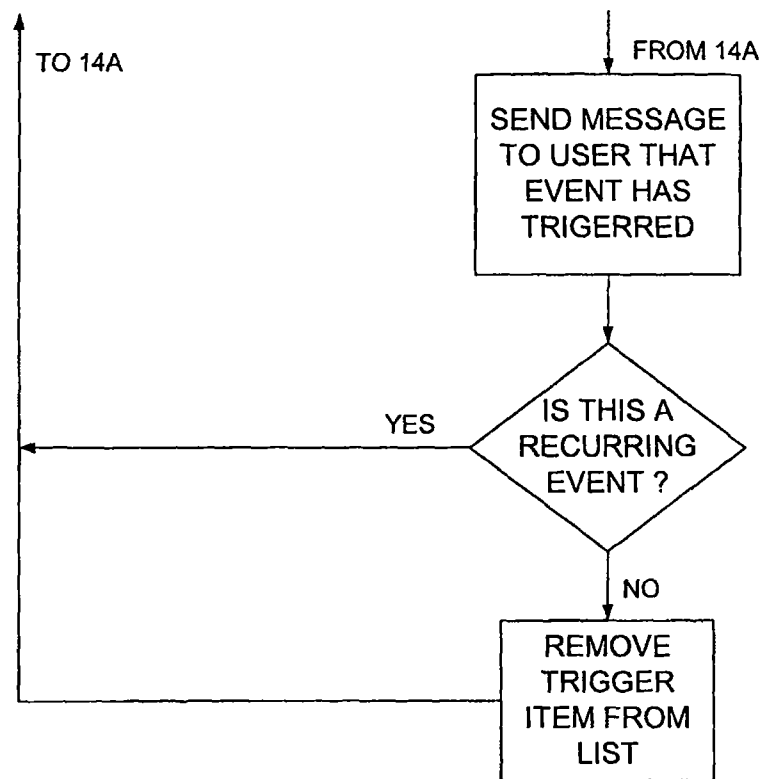 TO 14A
FROM 14A
SEND MESSAGE
TO USER THAT
EVENT HAS
TRIGERRED
IS THIS A
RECURRING
EVENT ?
YES
NO
REMOVE
TRIGGER
ITEM FROM
LIST